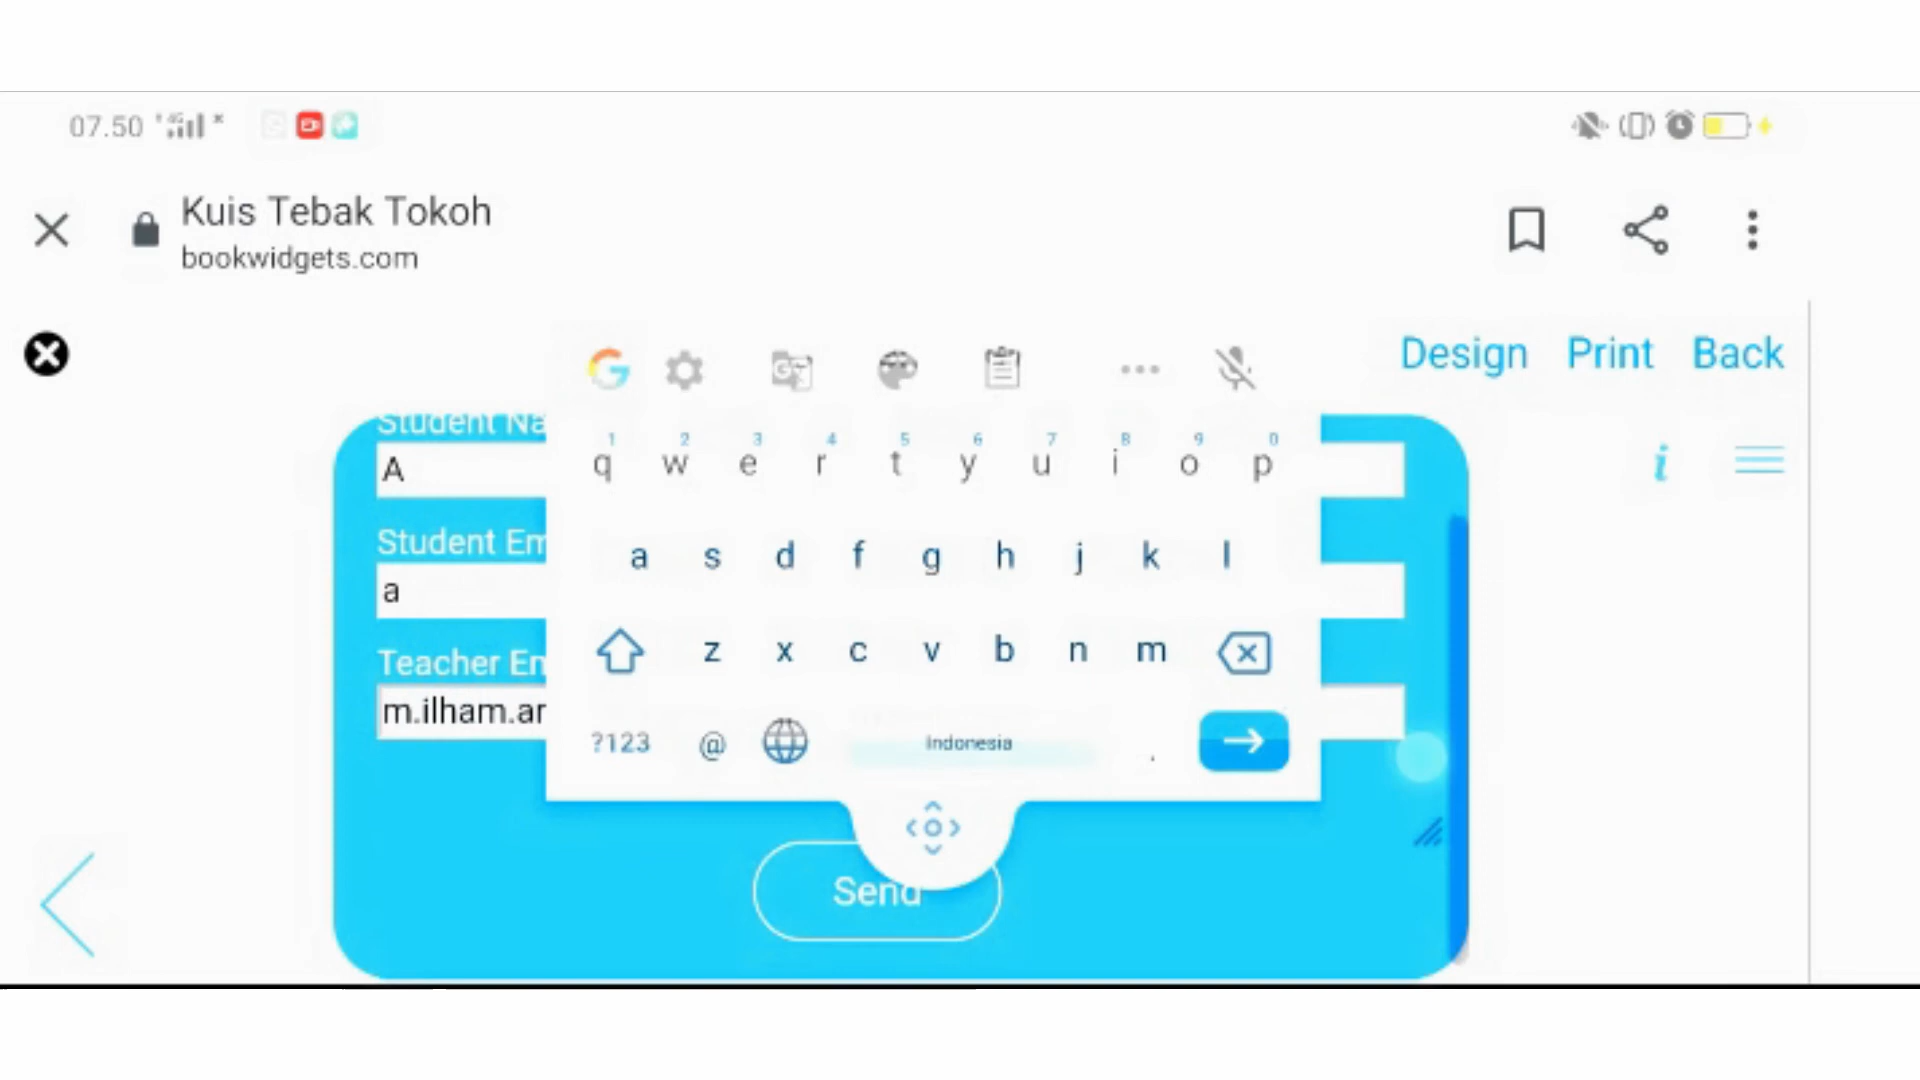 07.50
Kuis Tebak Tokoh
bookwidgets.com
Design Print Back
Student Na
A
Student Em
a
Teacher Em
m.ilham.ar
1 2 3 4 5 6 7 8 9 0
q w e r t y u i o p
a s d f g h j k l
z x c v b n m
?123 @ Indonesia .
Send